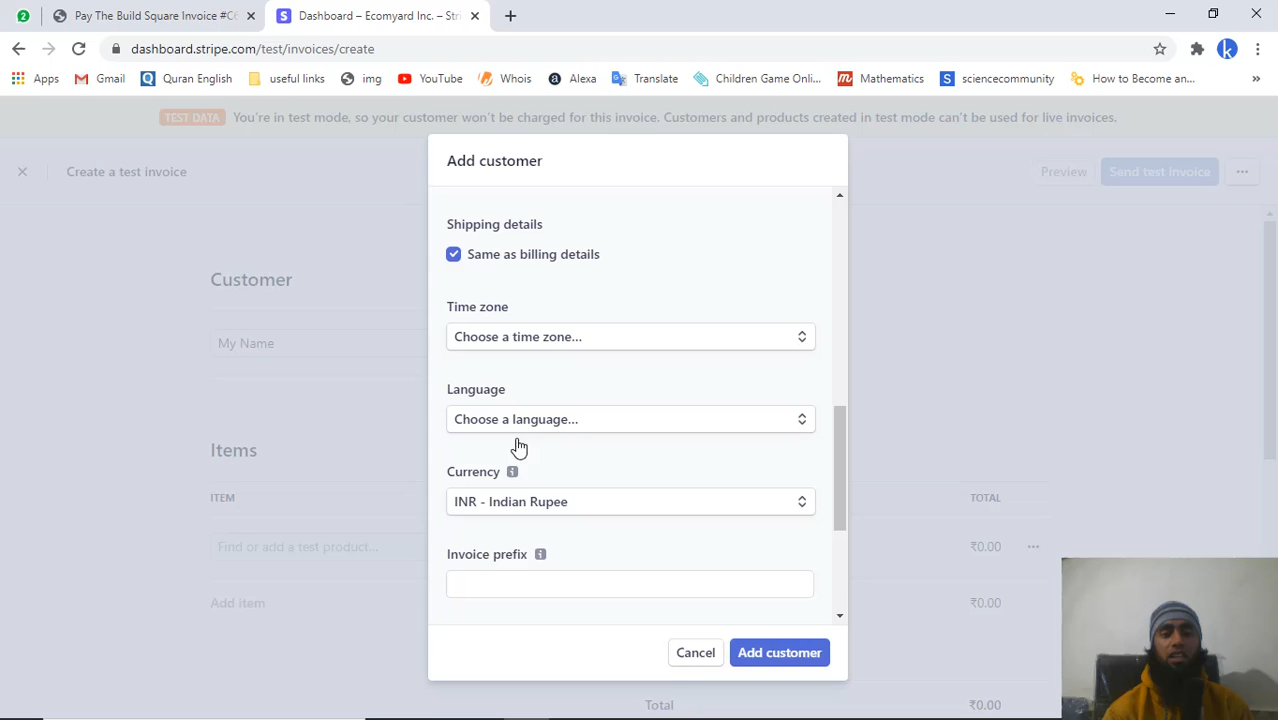 2
Pay The Build Square Invoice #C6
Dashboard – Ecomyard Inc. – Stri
dashboard.stripe.com/test/invoices/create
Apps
Gmail
Quran English
useful links
img
YouTube
Whois
Alexa
Translate
Children Game Onli...
Mathematics
sciencecommunity
How to Become an...
»
TEST DATA You're in test mode, so your customer won't be charged for this invoice. Customers and products created in test mode can't be used for live invoices.
Create a test invoice
Preview
Send test invoice
Add customer
Shipping details
Same as billing details
Customer
Time zone
My Name
Choose a time zone...
Language
Choose a language...
Items
Currency
ITEM
TOTAL
INR - Indian Rupee
Find or add a test product...
₹0.00
Invoice prefix
Add item
₹0.00
Cancel
Add customer
Total
₹0.00